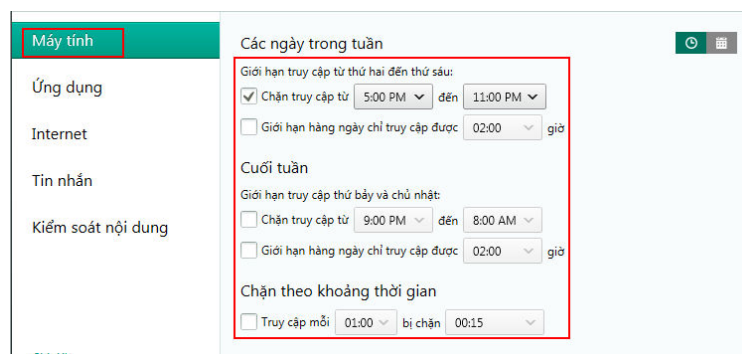 Máy tính
Ứng dụng
Internet
Tin nhắn
Kiểm soát nội dung
Các ngày trong tuần
Giới hạn truy cập từ thứ hai đến thứ sáu:
Chặn truy cập từ 5:00 PM đến 11:00 PM
Giới hạn hàng ngày chỉ truy cập được 02:00 giờ
Cuối tuần
Giới hạn truy cập thứ bảy và chủ nhật:
Chặn truy cập từ 9:00 PM đến 8:00 AM
Giới hạn hàng ngày chỉ truy cập được 02:00 giờ
Chặn theo khoảng thời gian
Truy cập mỗi 01:00 bị chặn 00:15